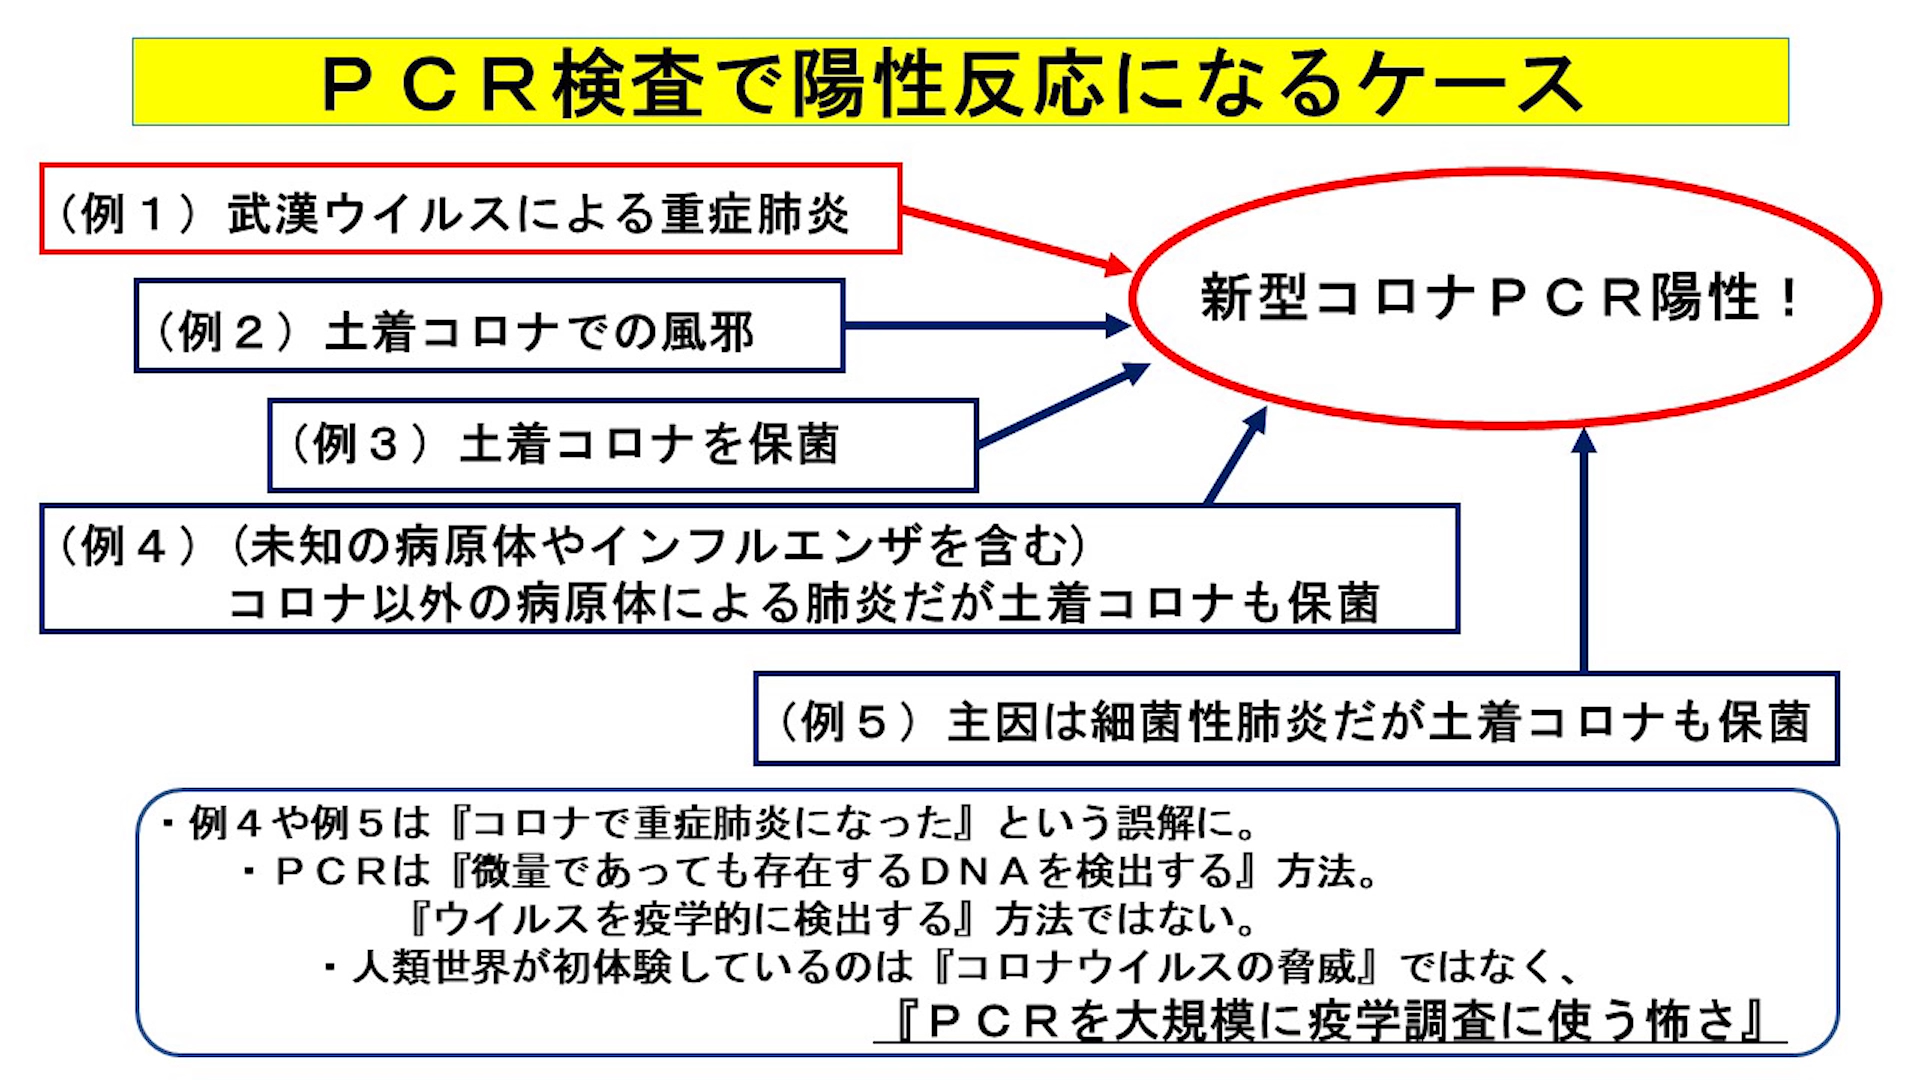 ＰＣＲ検査で陽性反応になるケース
（例１）武漢ウイルスによる重症肺炎
新型コロナＰＣＲ陽性！
（例２）土着コロナでの風邪
（例３）土着コロナを保菌
（例４）（未知の病原体やインフルエンザを含む）
コロナ以外の病原体による肺炎だが土着コロナも保菌
（例５）主因は細菌性肺炎だが土着コロナも保菌
・例４や例５は『コロナで重症肺炎になった』という誤解に。
・ＰＣＲは『微量であっても存在するＤＮＡを検出する』方法。
『ウイルスを疫学的に検出する』方法ではない。
・人類世界が初体験しているのは『コロナウイルスの脅威』ではなく、
『ＰＣＲを大規模に疫学調査に使う怖さ』